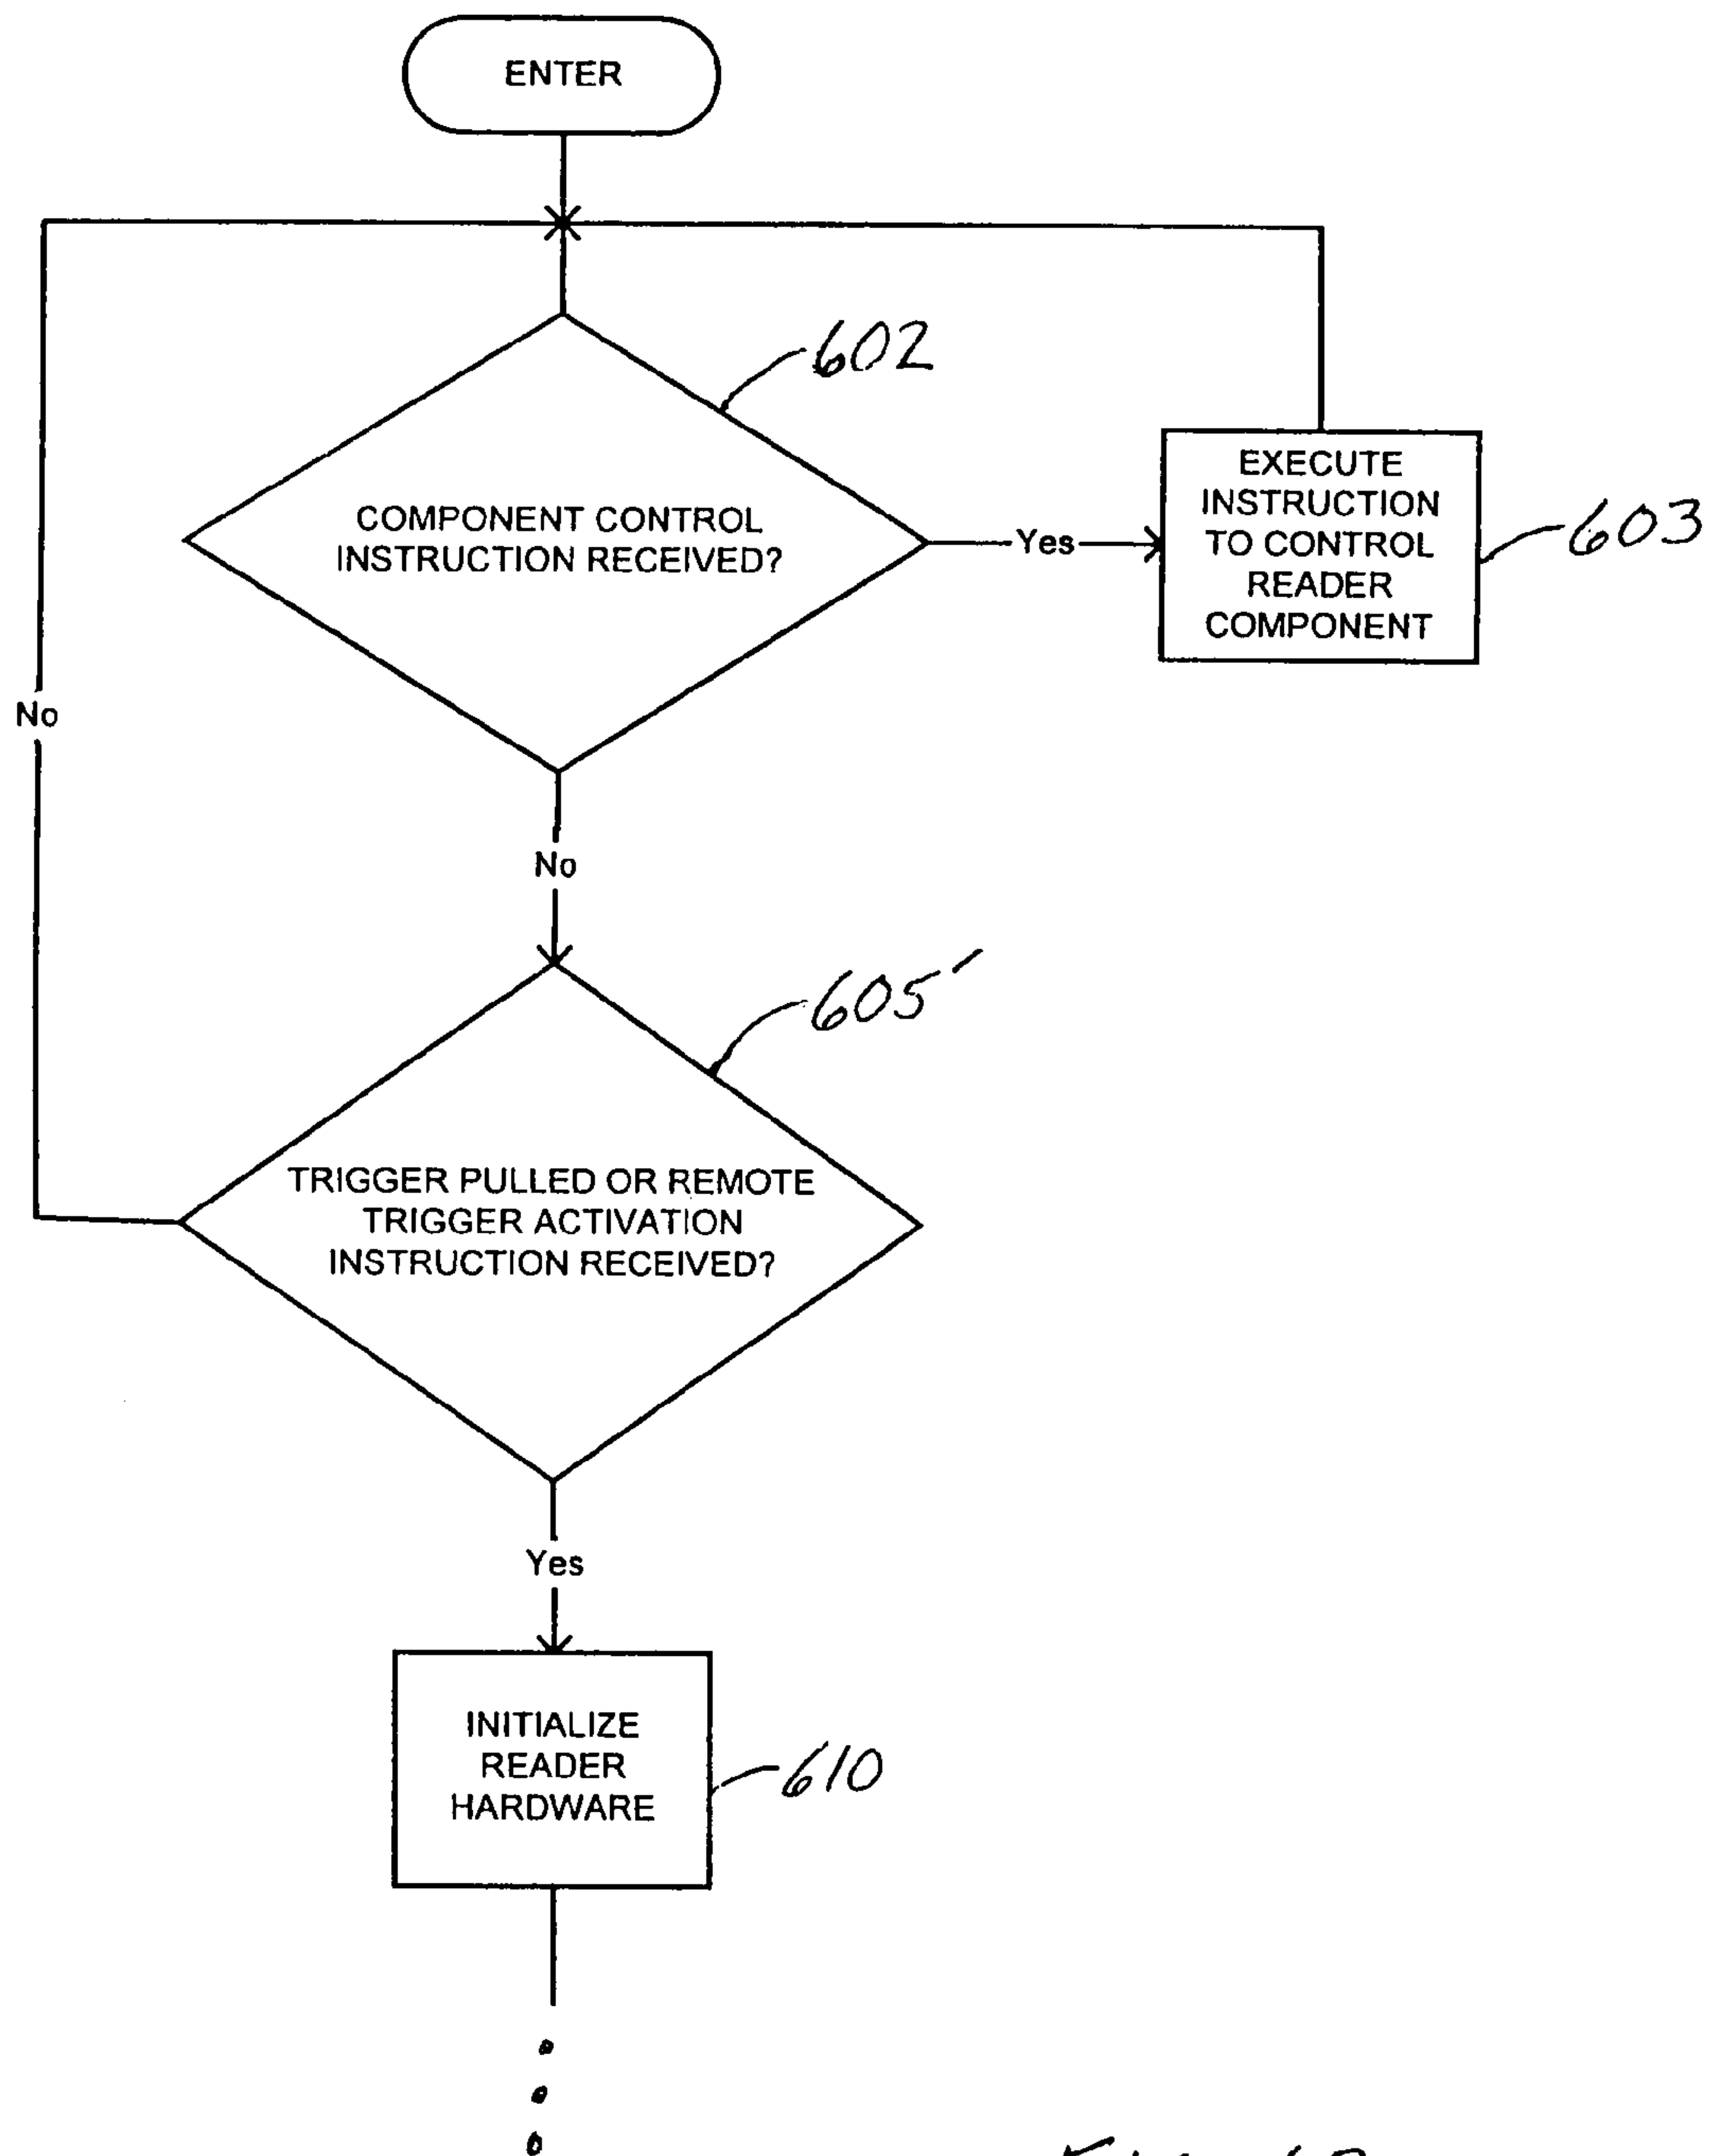 ENTER
602
COMPONENT CONTROL
INSTRUCTION RECEIVED?
Yes
EXECUTE
INSTRUCTION
TO CONTROL
READER
COMPONENT
603
No
No
605'
TRIGGER PULLED OR REMOTE
TRIGGER ACTIVATION
INSTRUCTION RECEIVED?
Yes
INITIALIZE
READER
HARDWARE
610